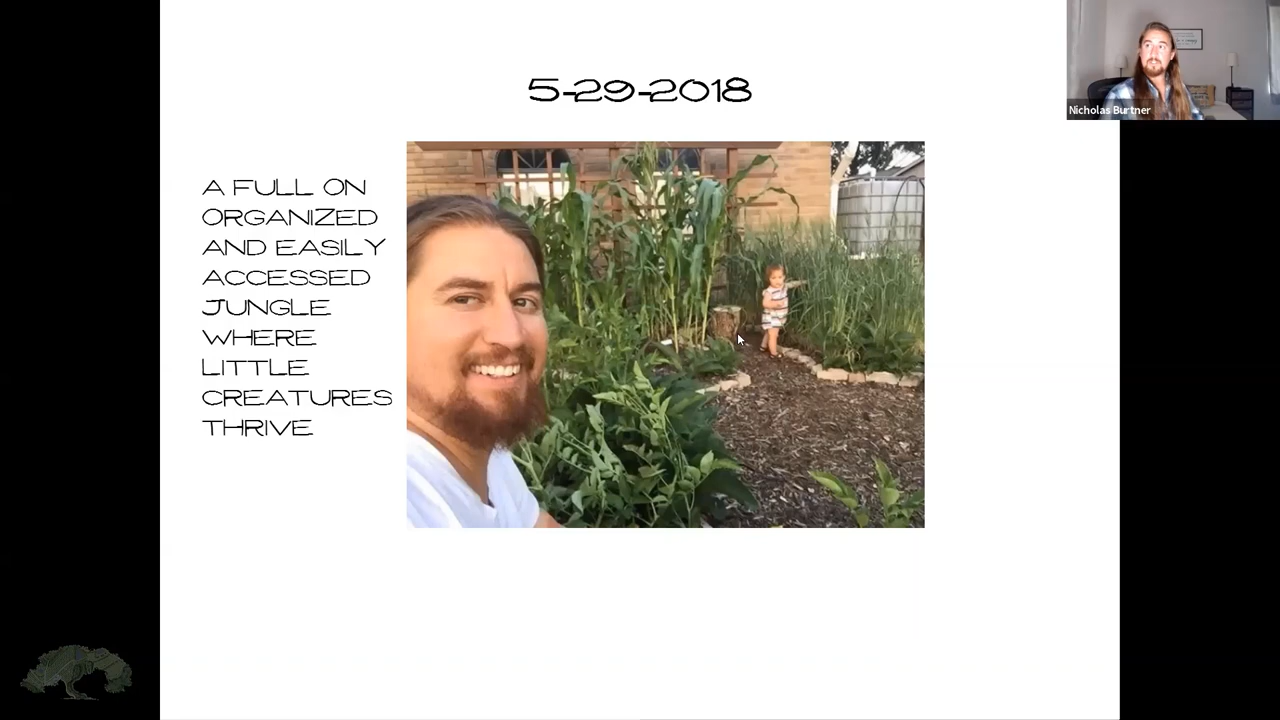 5-29-2018
Nicholas Burtner
A FULL ON
ORGANIZED
AND EASILY
ACCESSED
JUNGLE
WHERE
LITTLE
CREATURES
THRIVE